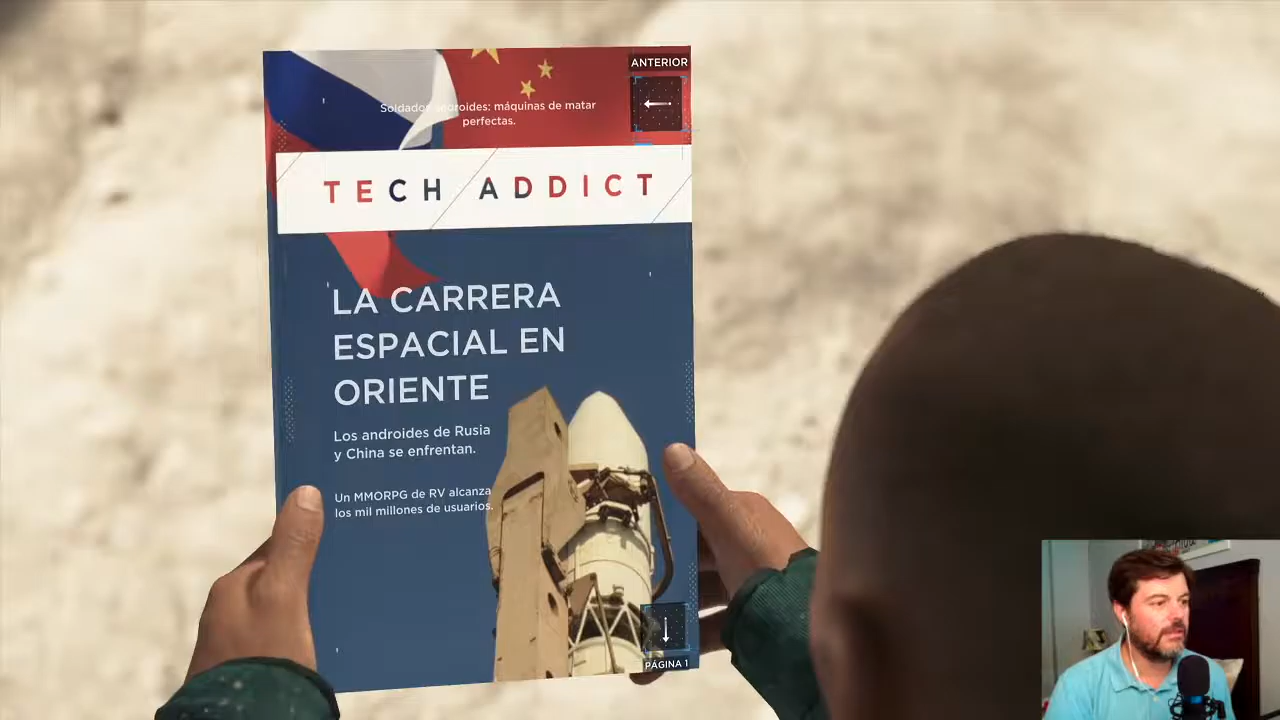 ANTERIOR
Soldados androides: máquinas de matar
perfectas.
TECH ADDICT
LA CARRERA
ESPACIAL EN
ORIENTE
Los androides de Rusia
y China se enfrentan.
Un MMORPG de RV alcanza
los mil millones de usuarios.
PÁGINA 1